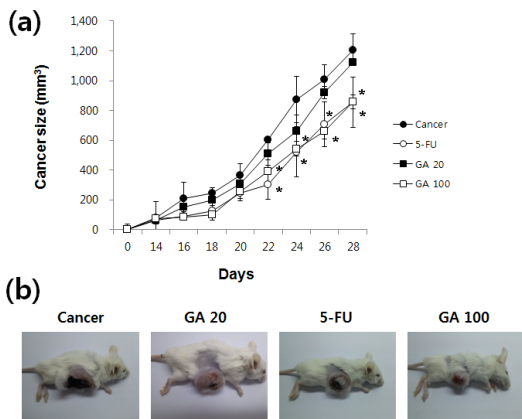 (a)
Cancer size (mm³)
1,400
1,200
1,000
800
600
400
200
0
0 14 16 18 20 22 24 26 28
Days
* * * * * * * *
Cancer
5-FU
GA 20
GA 100
(b)
Cancer GA 20 5-FU GA 100